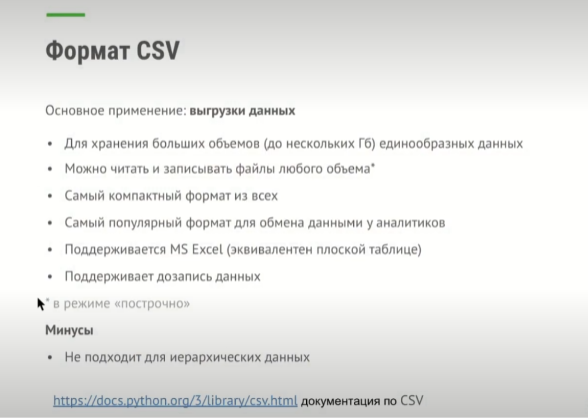 Формат CSV
Основное применение: выгрузки данных
• Для хранения больших объемов (до нескольких Гб) единообразных данных
• Можно читать и записывать файлы любого объема*
• Самый компактный формат из всех
• Самый популярный формат для обмена данными у аналитиков
• Поддерживается MS Excel (эквивалентен плоской таблице)
• Поддерживает дозапись данных
* в режиме «построчно»
Минусы
• Не подходит для иерархических данных
https://docs.python.org/3/library/csv.html документация по CSV